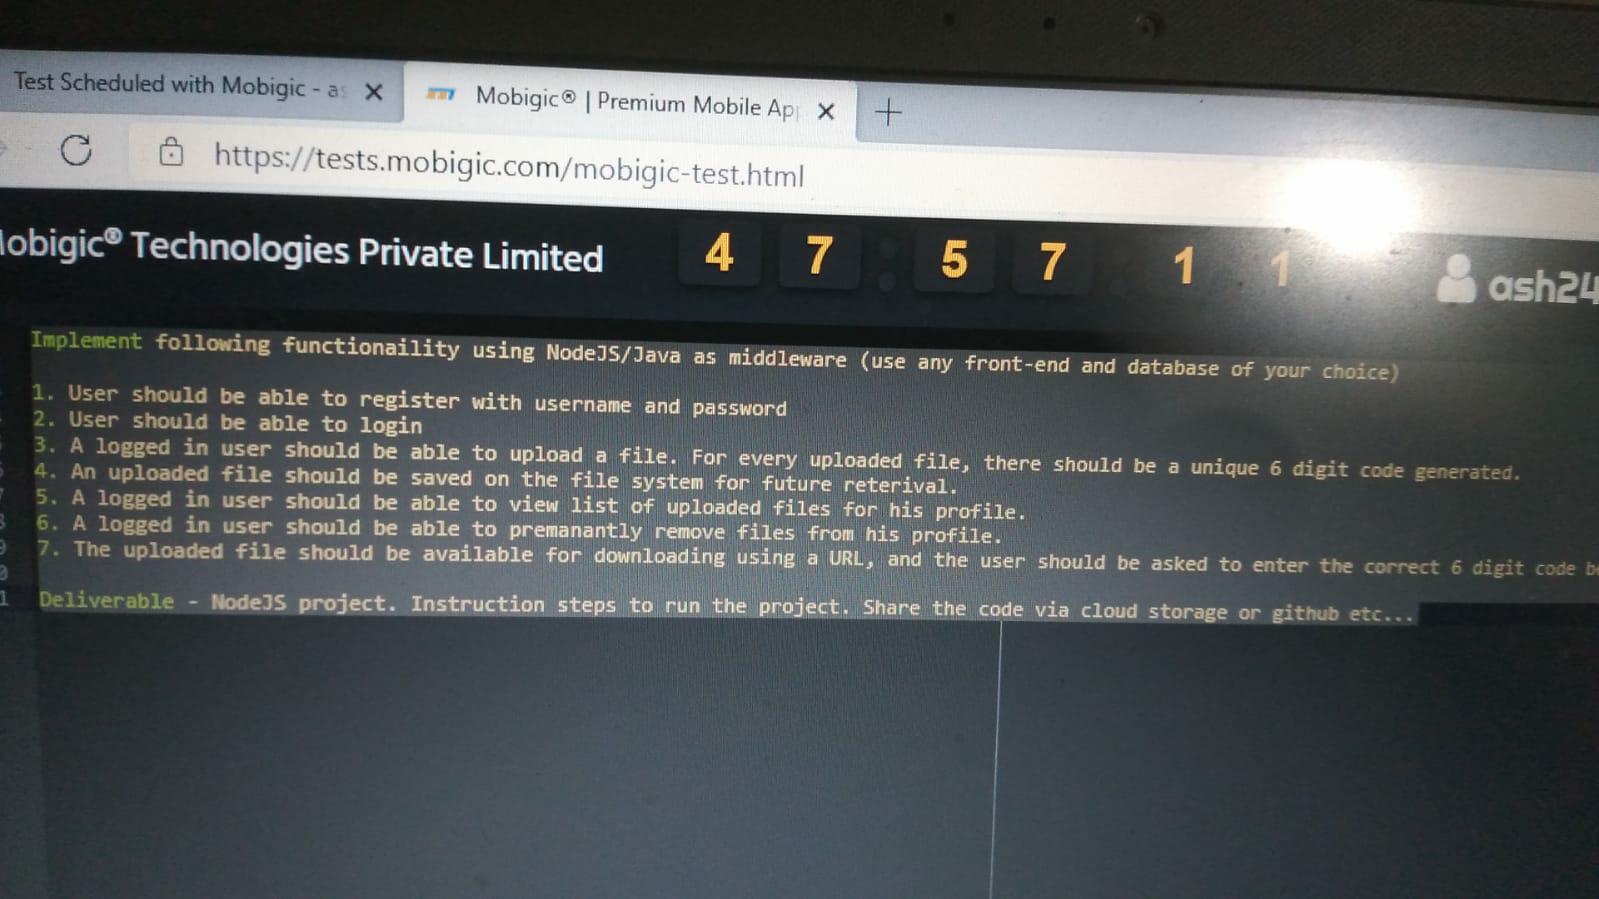 Test Scheduled with Mobigic - as
Mobigic® | Premium Mobile Ap
https://tests.mobigic.com/mobigic-test.html
Mobigic® Technologies Private Limited
4 7 : 5 7 : 1 1
ash24
Implement following functionaility using NodeJS/Java as middleware (use any front-end and database of your choice)
1. User should be able to register with username and password
2. User should be able to login
3. A logged in user should be able to upload a file. For every uploaded file, there should be a unique 6 digit code generated.
4. An uploaded file should be saved on the file system for future reterival.
5. A logged in user should be able to view list of uploaded files for his profile.
6. A logged in user should be able to premanantly remove files from his profile.
7. The uploaded file should be available for downloading using a URL, and the user should be asked to enter the correct 6 digit code be
Deliverable - NodeJS project. Instruction steps to run the project. Share the code via cloud storage or github etc...